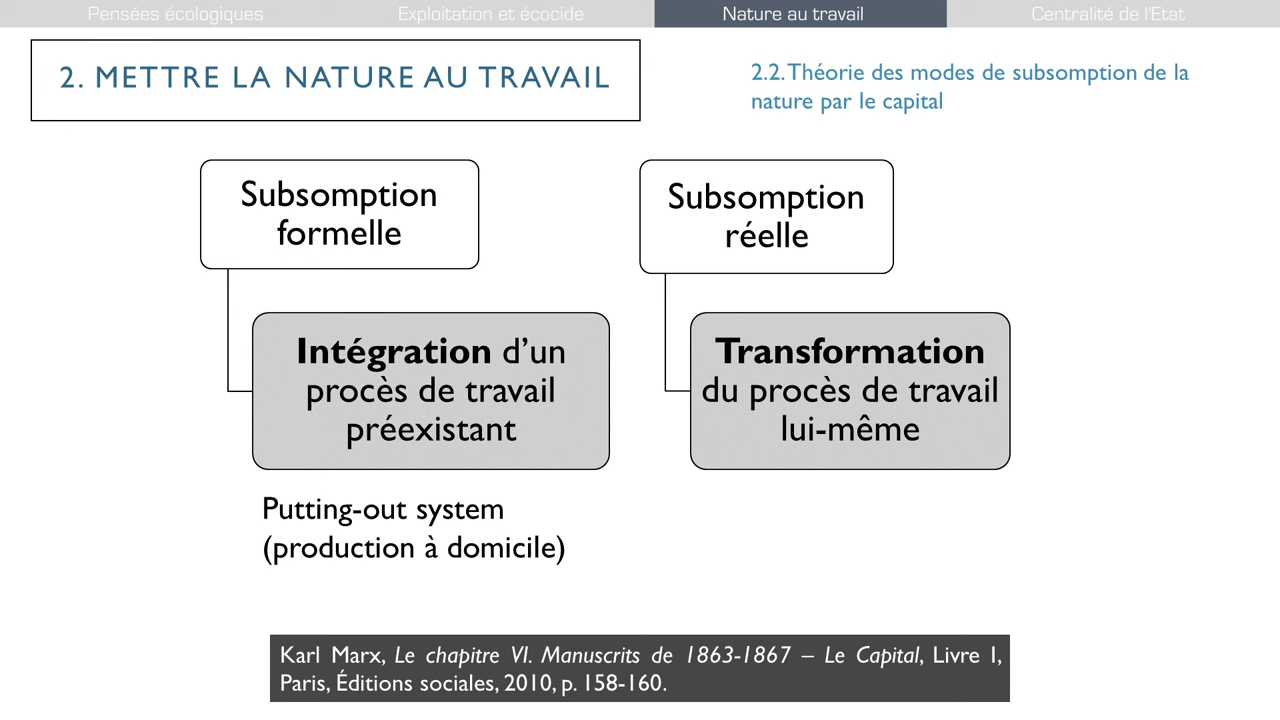 Pensées écologiques
Exploitation et écocide
Nature au travail
Centralité de l'Etat
2. METTRE LA NATURE AU TRAVAIL
2.2. Théorie des modes de subsomption de la
nature par le capital
Subsomption
formelle
Subsomption
réelle
Intégration d’un
procès de travail
préexistant
Transformation
du procès de travail
lui-même
Putting-out system
(production à domicile)
Karl Marx, Le chapitre VI. Manuscrits de 1863-1867 – Le Capital, Livre I,
Paris, Éditions sociales, 2010, p. 158-160.